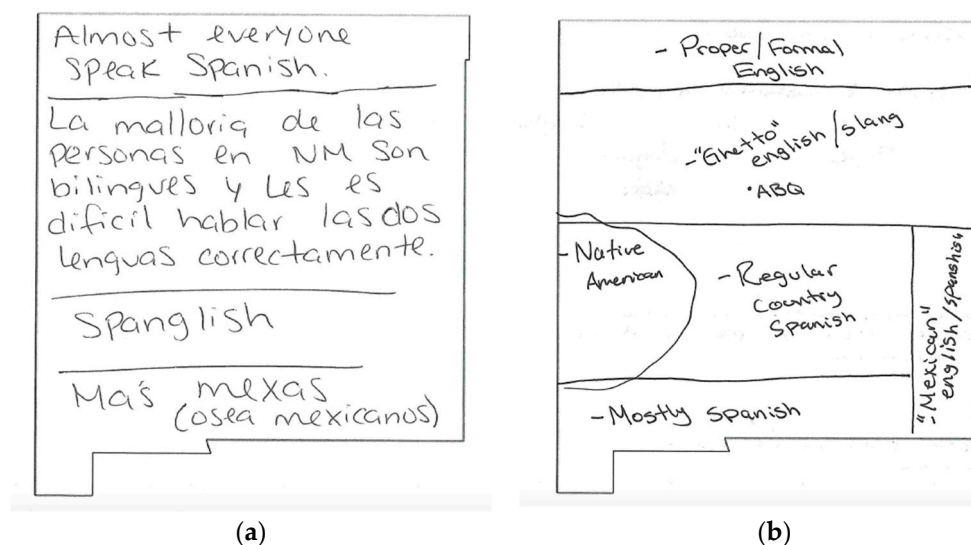 Almost everyone
speak Spanish.
La malloria de las
personas en NM son
bilingues y les es
dificil hablar las dos
lenguas correctamente.
Spanglish
Más mexas
(osea mexicanos)
(a)
- Proper/Formal
English
- "Ghetto"
english/slang
• ABQ
- Native
American
- Regular
Country
Spanish
- "Mexican"
english/spanish
- Mostly Spanish
(b)